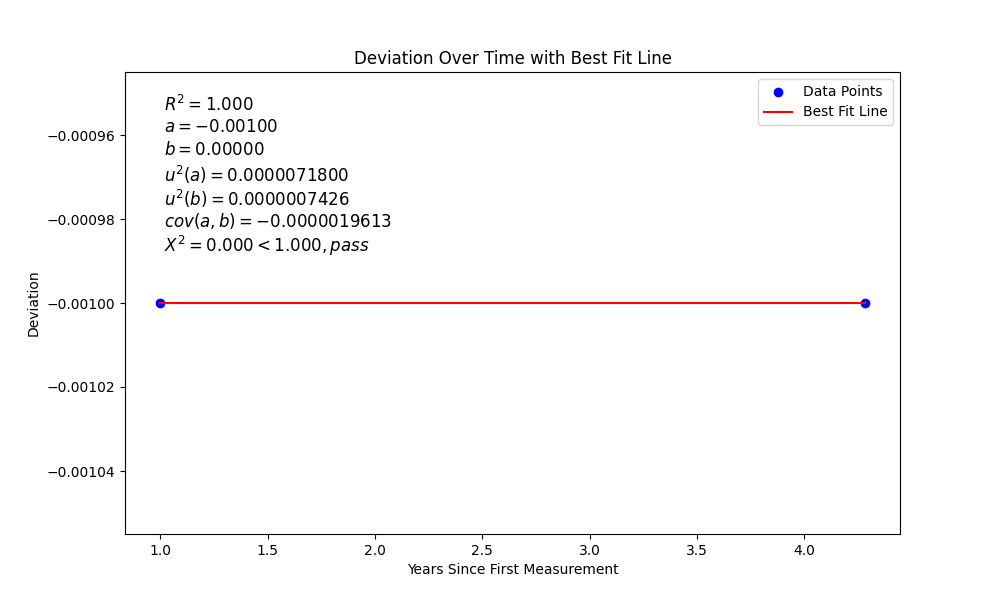 Deviation Over Time with Best Fit Line
R² = 1.000
a = −0.00100
b = 0.00000
u²(a) = 0.0000071800
u²(b) = 0.0000007426
cov(a, b) = −0.0000019613
X² = 0.000 < 1.000, pass
Data Points
Best Fit Line
Deviation
−0.00096
−0.00098
−0.00100
−0.00102
−0.00104
1.0 1.5 2.0 2.5 3.0 3.5 4.0
Years Since First Measurement